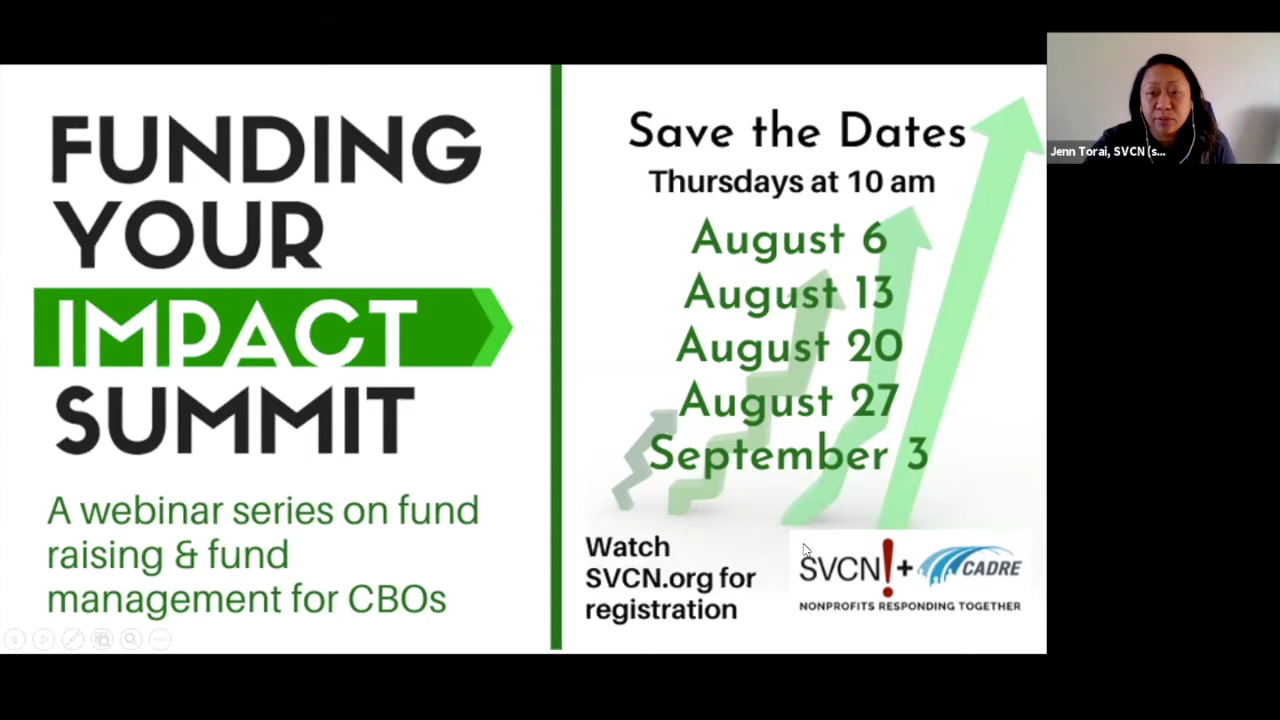 FUNDING
YOUR
IMPACT
SUMMIT
A webinar series on fund
raising & fund
management for CBOs
Save the Dates
Thursdays at 10 am
August 6
August 13
August 20
August 27
September 3
Watch
SVCN.org for
registration
SVCN!+CADRE
NONPROFITS RESPONDING TOGETHER
Jenn Torai, SVCN (s...